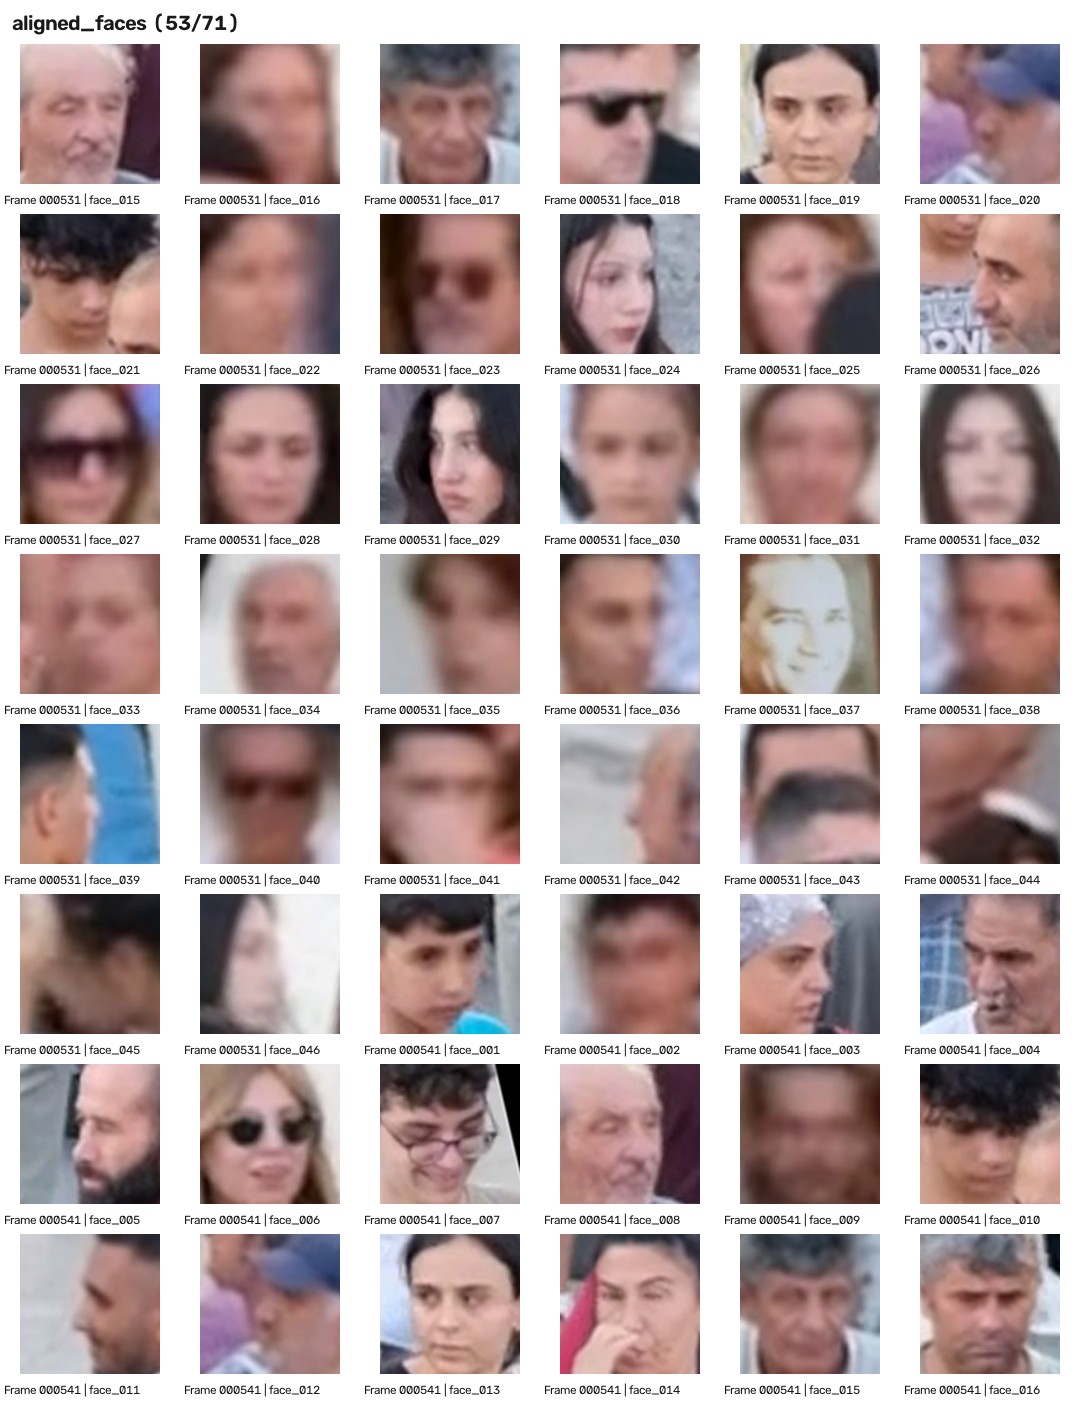 aligned_faces (53/71)
Frame 000531 | face_015
Frame 000531 | face_016
Frame 000531 | face_017
Frame 000531 | face_018
Frame 000531 | face_019
Frame 000531 | face_020
Frame 000531 | face_021
Frame 000531 | face_022
Frame 000531 | face_023
Frame 000531 | face_024
Frame 000531 | face_025
Frame 000531 | face_026
Frame 000531 | face_027
Frame 000531 | face_028
Frame 000531 | face_029
Frame 000531 | face_030
Frame 000531 | face_031
Frame 000531 | face_032
Frame 000531 | face_033
Frame 000531 | face_034
Frame 000531 | face_035
Frame 000531 | face_036
Frame 000531 | face_037
Frame 000531 | face_038
Frame 000531 | face_039
Frame 000531 | face_040
Frame 000531 | face_041
Frame 000531 | face_042
Frame 000531 | face_043
Frame 000531 | face_044
Frame 000531 | face_045
Frame 000531 | face_046
Frame 000541 | face_001
Frame 000541 | face_002
Frame 000541 | face_003
Frame 000541 | face_004
Frame 000541 | face_005
Frame 000541 | face_006
Frame 000541 | face_007
Frame 000541 | face_008
Frame 000541 | face_009
Frame 000541 | face_010
Frame 000541 | face_011
Frame 000541 | face_012
Frame 000541 | face_013
Frame 000541 | face_014
Frame 000541 | face_015
Frame 000541 | face_016